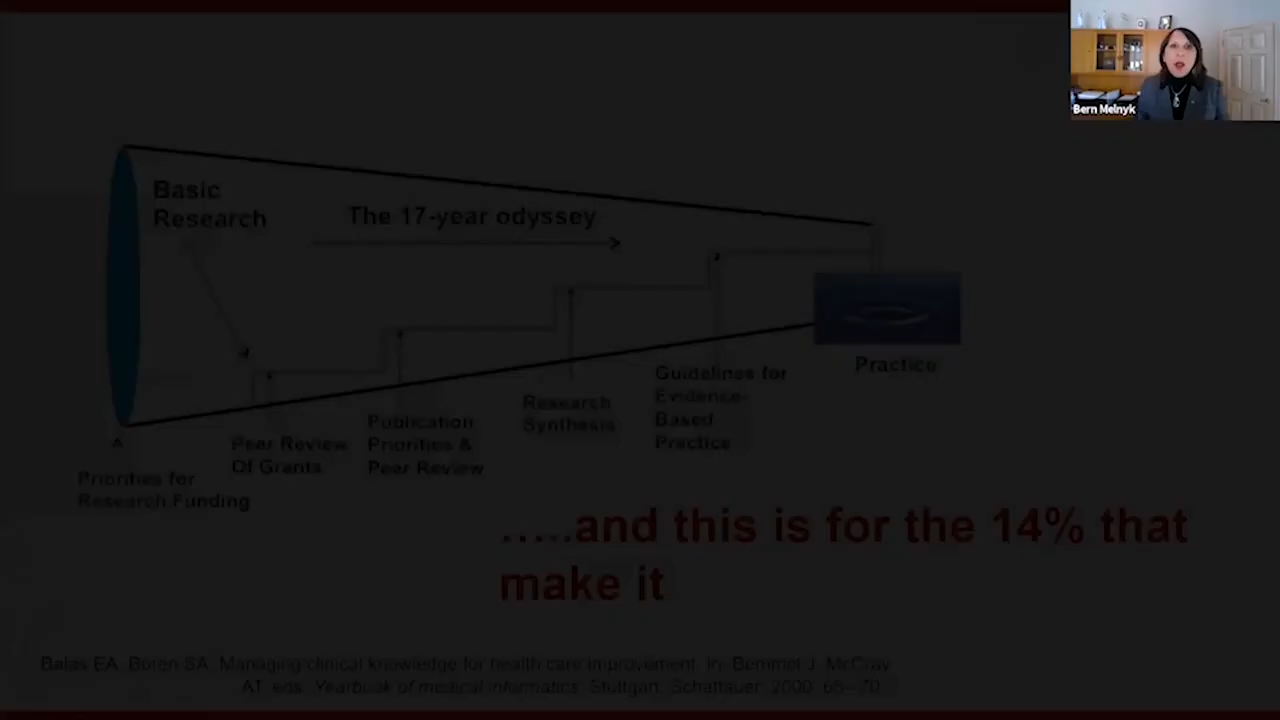 Bern Melnyk
Basic
Research
The 17-year odyssey
Practice
Guidelines for
Evidence-
Based
Practice
Research
Synthesis
Publication
Priorities &
Peer Review
Peer Review
Of Grants
Priorities for
Research Funding
.....and this is for the 14% that
make it
Balas EA, Boren SA. Managing clinical knowledge for health care improvement. In: Bemmel J, McCray
AT, eds. Yearbook of medical informatics. Stuttgart: Schattauer; 2000: 65–70.